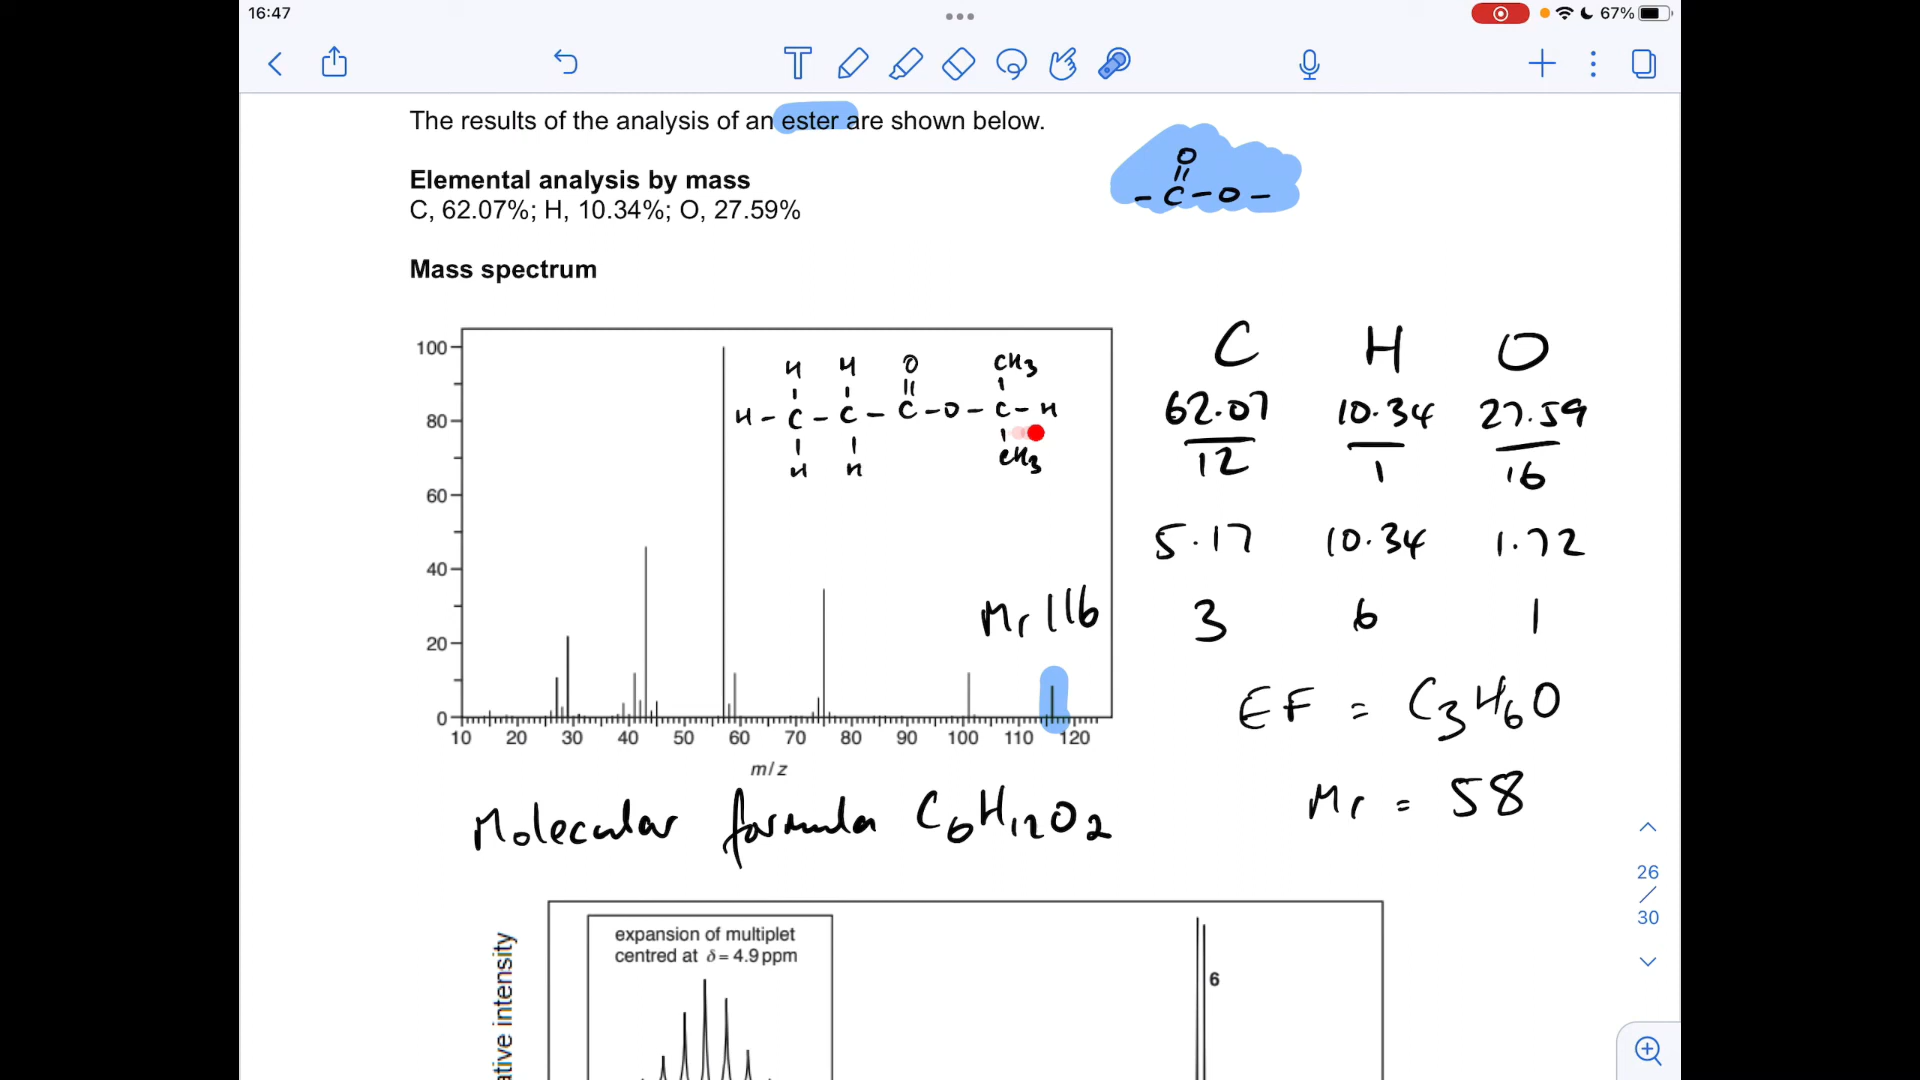 16:47
67%
The results of the analysis of an ester are shown below.
O
||
- C - O -
Elemental analysis by mass
C, 62.07%; H, 10.34%; O, 27.59%
Mass spectrum
100
80
60
40
20
0
H H O CH3
H - C - C - C - O - C - H
H H CH3
Mr 116
10 20 30 40 50 60 70 80 90 100 110 120
m/z
C H O
62.07 10.34 27.59
12 1 16
5.17 10.34 1.72
3 6 1
EF = C3H6O
Mr = 58
Molecular formula C6H12O2
26
/
30
expansion of multiplet
centred at δ = 4.9 ppm
6
ative intensity